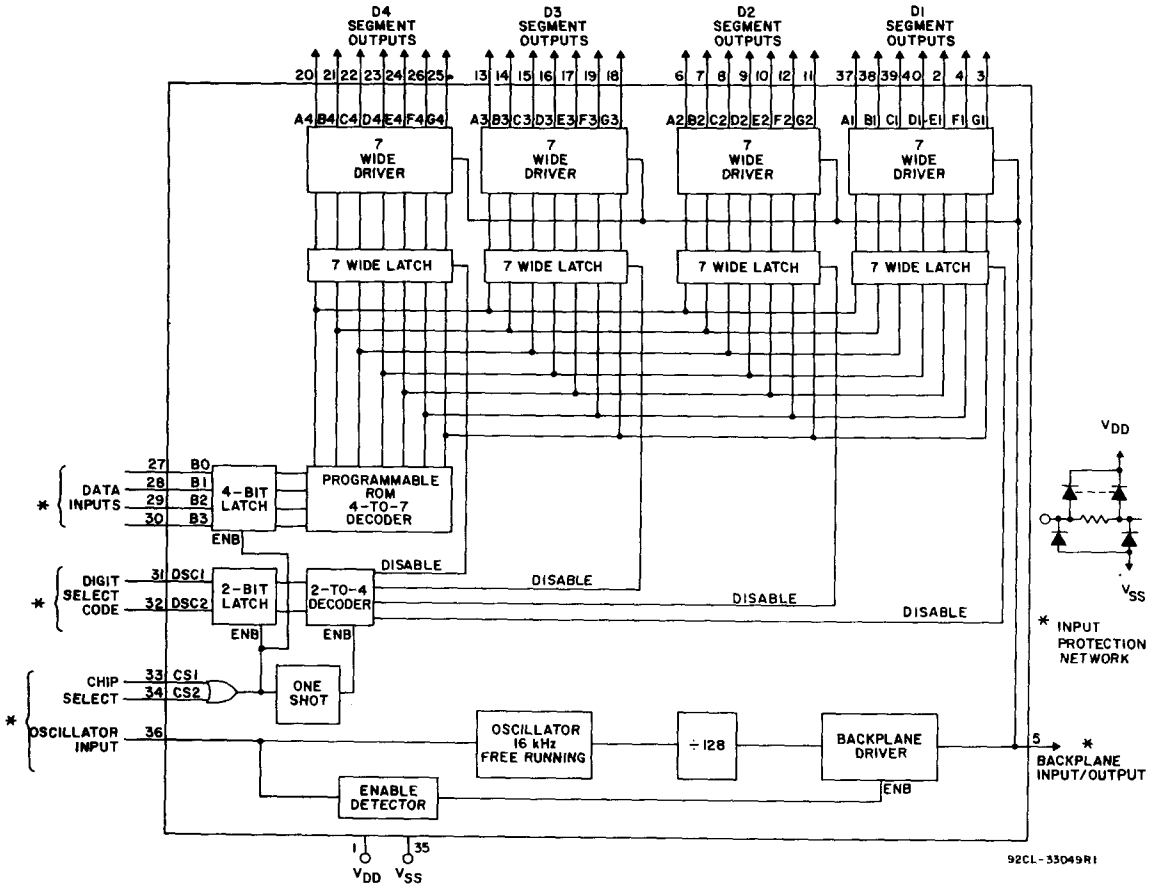 D4 SEGMENT OUTPUTS
D3 SEGMENT OUTPUTS
D2 SEGMENT OUTPUTS
D1 SEGMENT OUTPUTS
20 21 22 23 24 26 25
13 14 15 16 17 19 18
6 7 8 9 10 12 11
37 38 39 40 2 4 3
A4 B4 C4 D4 E4 F4 G4
A3 B3 C3 D3 E3 F3 G3
A2 B2 C2 D2 E2 F2 G2
A1 B1 C1 D1 E1 F1 G1
7 WIDE DRIVER
7 WIDE DRIVER
7 WIDE DRIVER
7 WIDE DRIVER
7 WIDE LATCH
7 WIDE LATCH
7 WIDE LATCH
7 WIDE LATCH
* DATA INPUTS
27 B0
28 B1
29 B2
30 B3
4-BIT LATCH
ENB
PROGRAMMABLE ROM 4-TO-7 DECODER
* DIGIT SELECT CODE
31 DSC1
32 DSC2
2-BIT LATCH
ENB
2-TO-4 DECODER
ENB
DISABLE
DISABLE
DISABLE
DISABLE
* CHIP SELECT
33 CS1
34 CS2
ONE SHOT
OSCILLATOR INPUT
36
OSCILLATOR 16 kHz FREE RUNNING
÷128
BACKPLANE DRIVER
ENB
ENABLE DETECTOR
5 *
BACKPLANE INPUT/OUTPUT
VDD
VSS
* INPUT PROTECTION NETWORK
1 VDD
35 VSS
92CL-33049R1